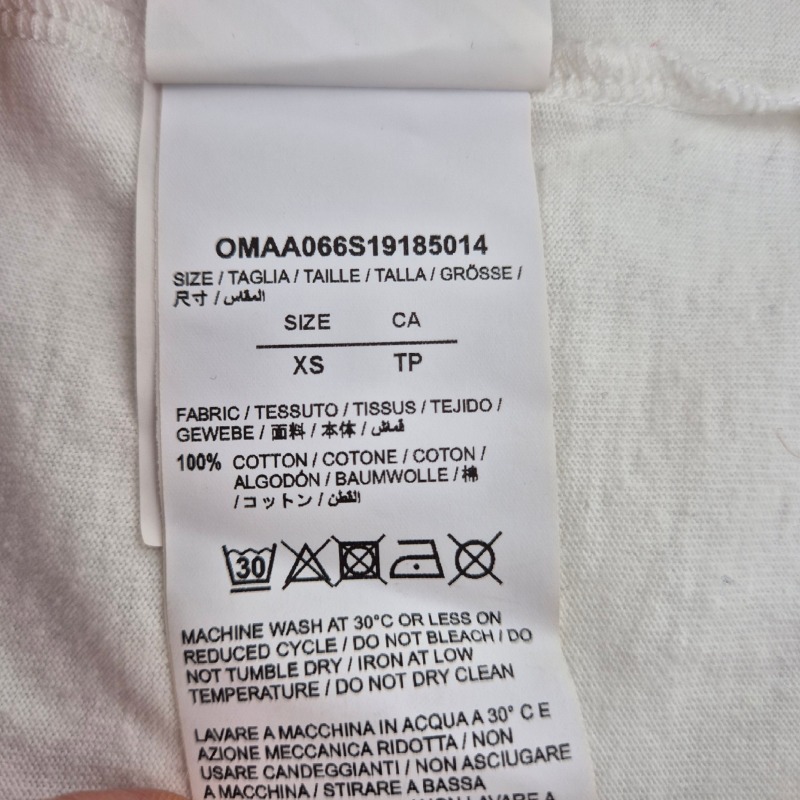 OMAA066S19185014
SIZE / TAGLIA / TAILLE / TALLA / GRÖSSE /
尺寸 / المقاس
SIZE CA
XS TP
FABRIC / TESSUTO / TISSUS / TEJIDO /
GEWEBE / 面料 / 本体 / قماش
100% COTTON / COTONE / COTON /
ALGODÓN / BAUMWOLLE / 棉
/ コットン / القطن
30
MACHINE WASH AT 30°C OR LESS ON
REDUCED CYCLE / DO NOT BLEACH / DO
NOT TUMBLE DRY / IRON AT LOW
TEMPERATURE / DO NOT DRY CLEAN
LAVARE A MACCHINA IN ACQUA A 30° C E
AZIONE MECCANICA RIDOTTA / NON
USARE CANDEGGIANTI / NON ASCIUGARE
A MACCHINA / STIRARE A BASSA
NON LAVARE A